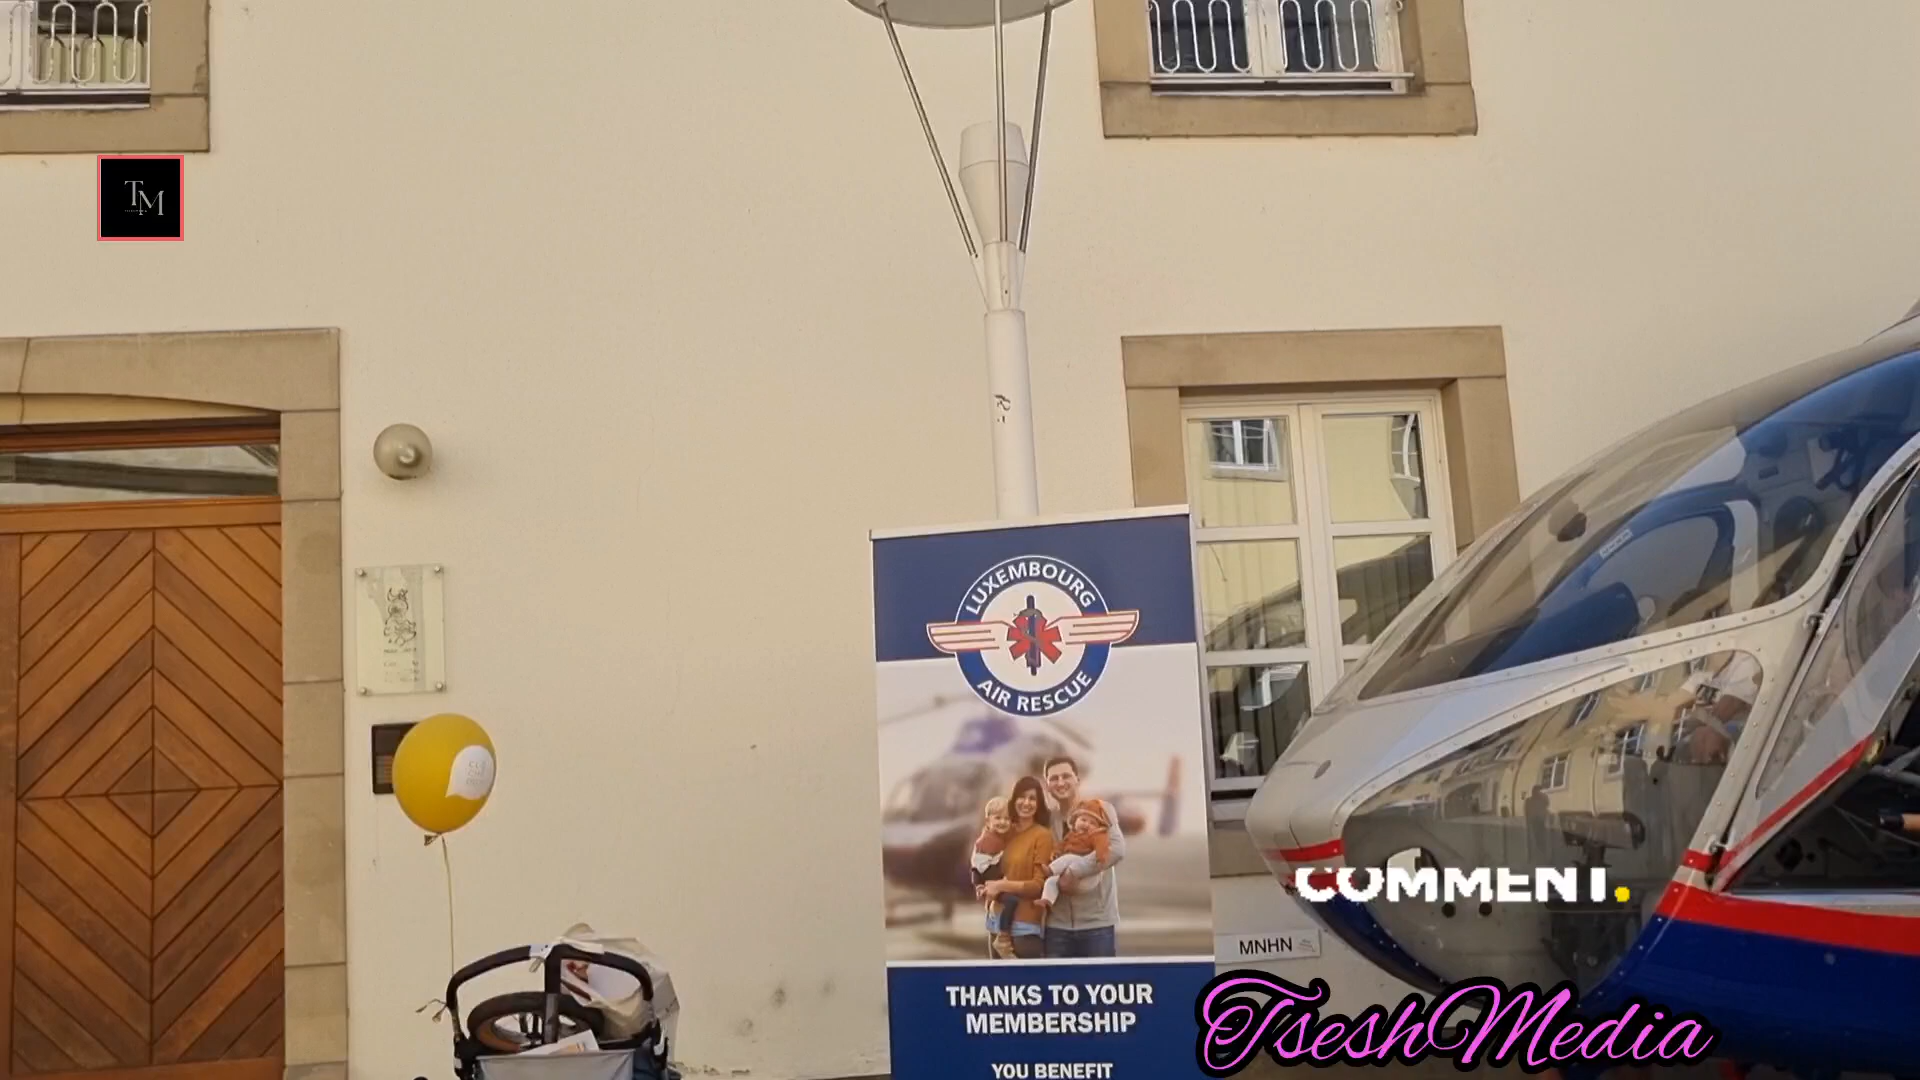 TM
LUXEMBOURG
AIR RESCUE
COMMENT.
MNHN
THANKS TO YOUR
MEMBERSHIP
YOU BENEFIT
TseshMedia